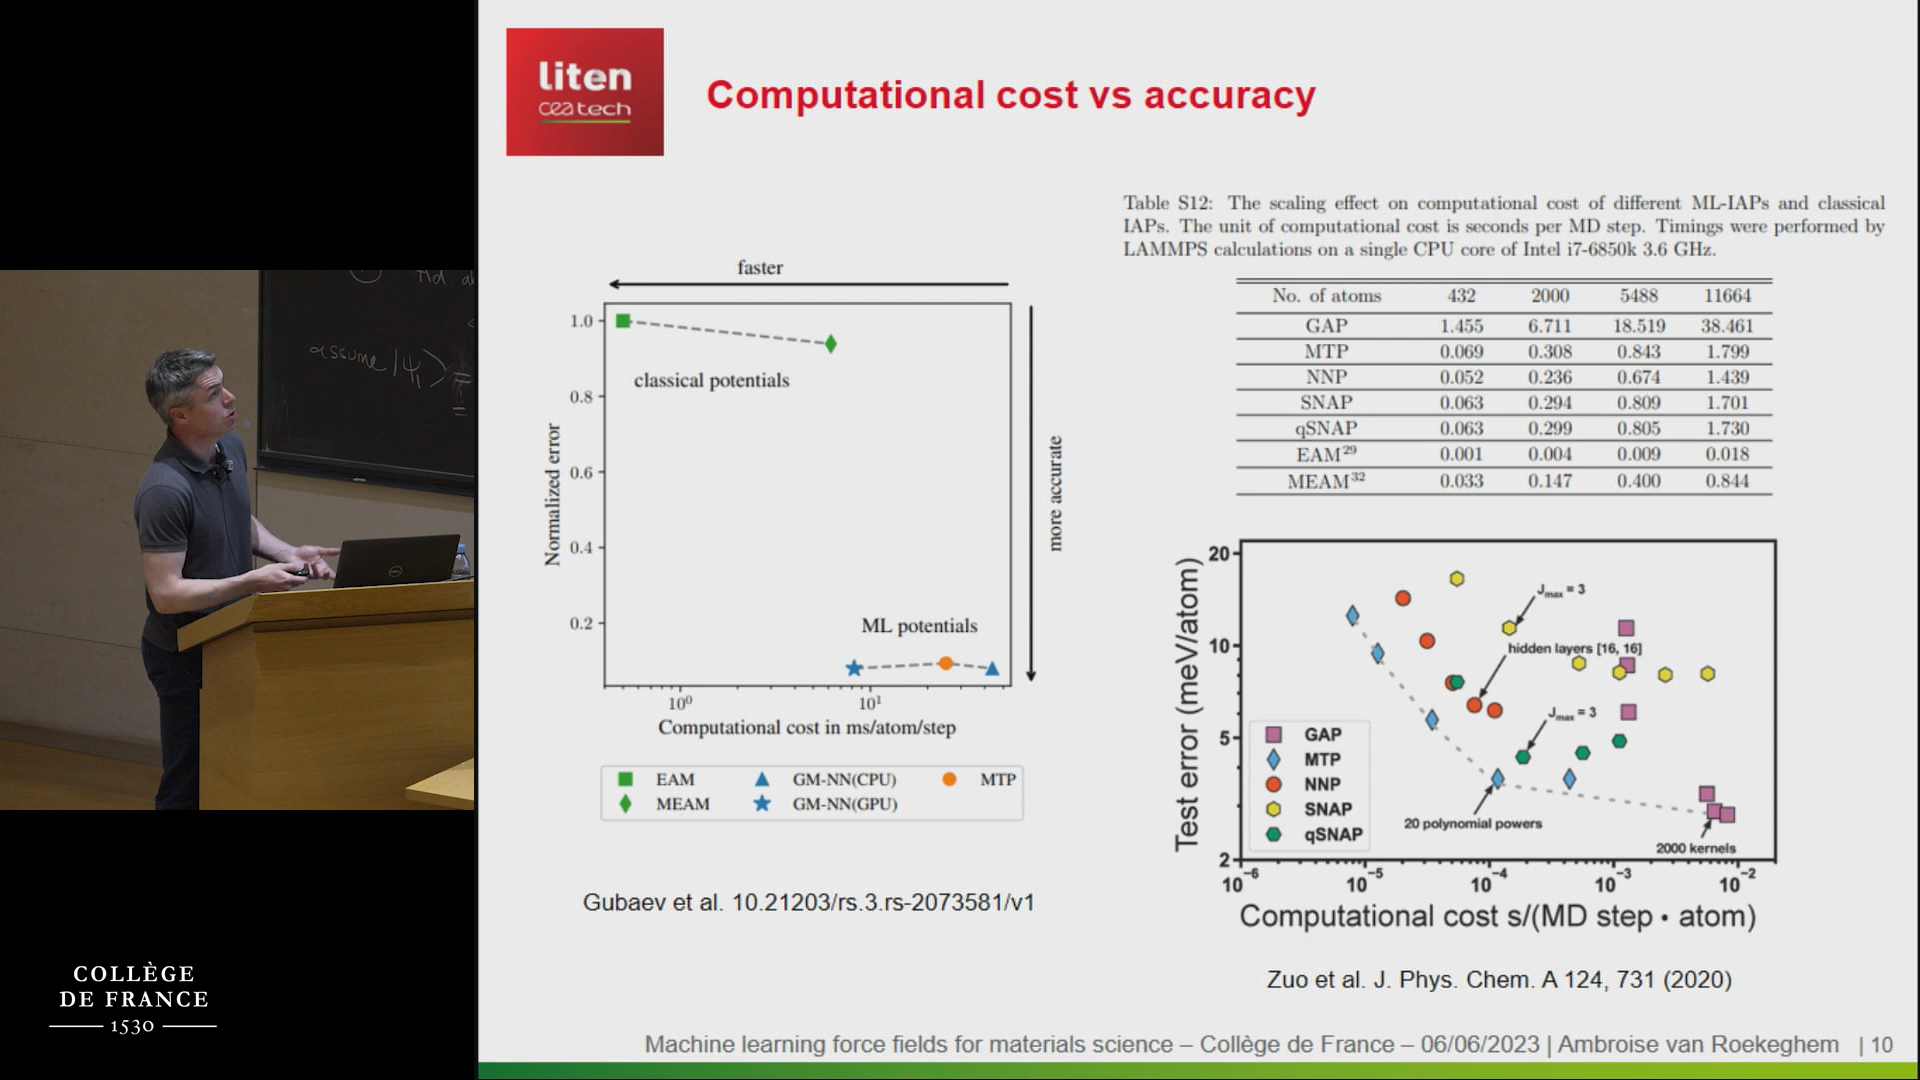 liten
ceatech
Computational cost vs accuracy
faster
1.0
0.8
0.6
0.4
0.2
Normalized error
classical potentials
ML potentials
more accurate
10⁰ 10¹
Computational cost in ms/atom/step
EAM GM-NN(CPU) MTP
MEAM GM-NN(GPU)
Gubaev et al. 10.21203/rs.3.rs-2073581/v1
Table S12: The scaling effect on computational cost of different ML-IAPs and classical
IAPs. The unit of computational cost is seconds per MD step. Timings were performed by
LAMMPS calculations on a single CPU core of Intel i7-6850k 3.6 GHz.
No. of atoms 432 2000 5488 11664
GAP 1.455 6.711 18.519 38.461
MTP 0.069 0.308 0.843 1.799
NNP 0.052 0.236 0.674 1.439
SNAP 0.063 0.294 0.809 1.701
qSNAP 0.063 0.299 0.805 1.730
EAM²⁹ 0.001 0.004 0.009 0.018
MEAM³² 0.033 0.147 0.400 0.844
20
10
5
2
Test error (meV/atom)
Jmax = 3
hidden layers [16, 16]
Jmax = 3
20 polynomial powers
2000 kernels
GAP
MTP
NNP
SNAP
qSNAP
10⁻⁶ 10⁻⁵ 10⁻⁴ 10⁻³ 10⁻²
Computational cost s/(MD step • atom)
Zuo et al. J. Phys. Chem. A 124, 731 (2020)
Machine learning force fields for materials science – Collège de France – 06/06/2023 | Ambroise van Roekeghem | 10
assume |Ψ
COLLÈGE
DE FRANCE
1530